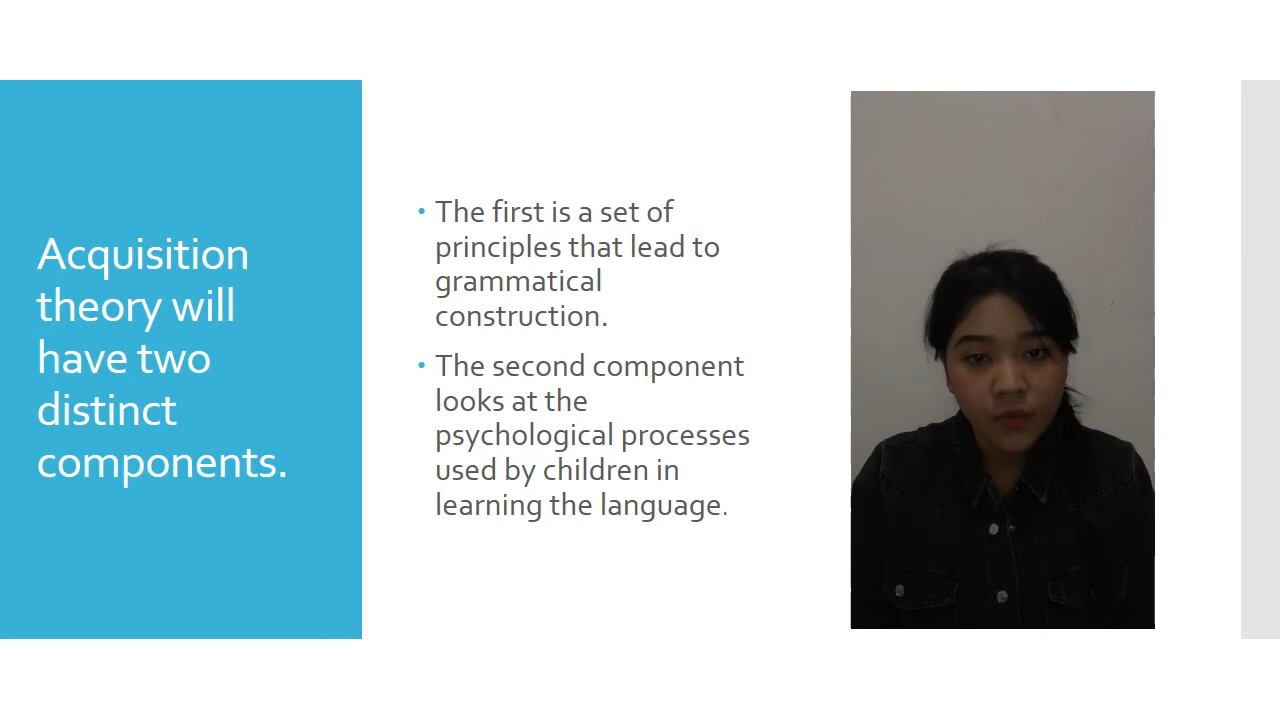 Acquisition
theory will
have two
distinct
components.
• The first is a set of
principles that lead to
grammatical
construction.
• The second component
looks at the
psychological processes
used by children in
learning the language.